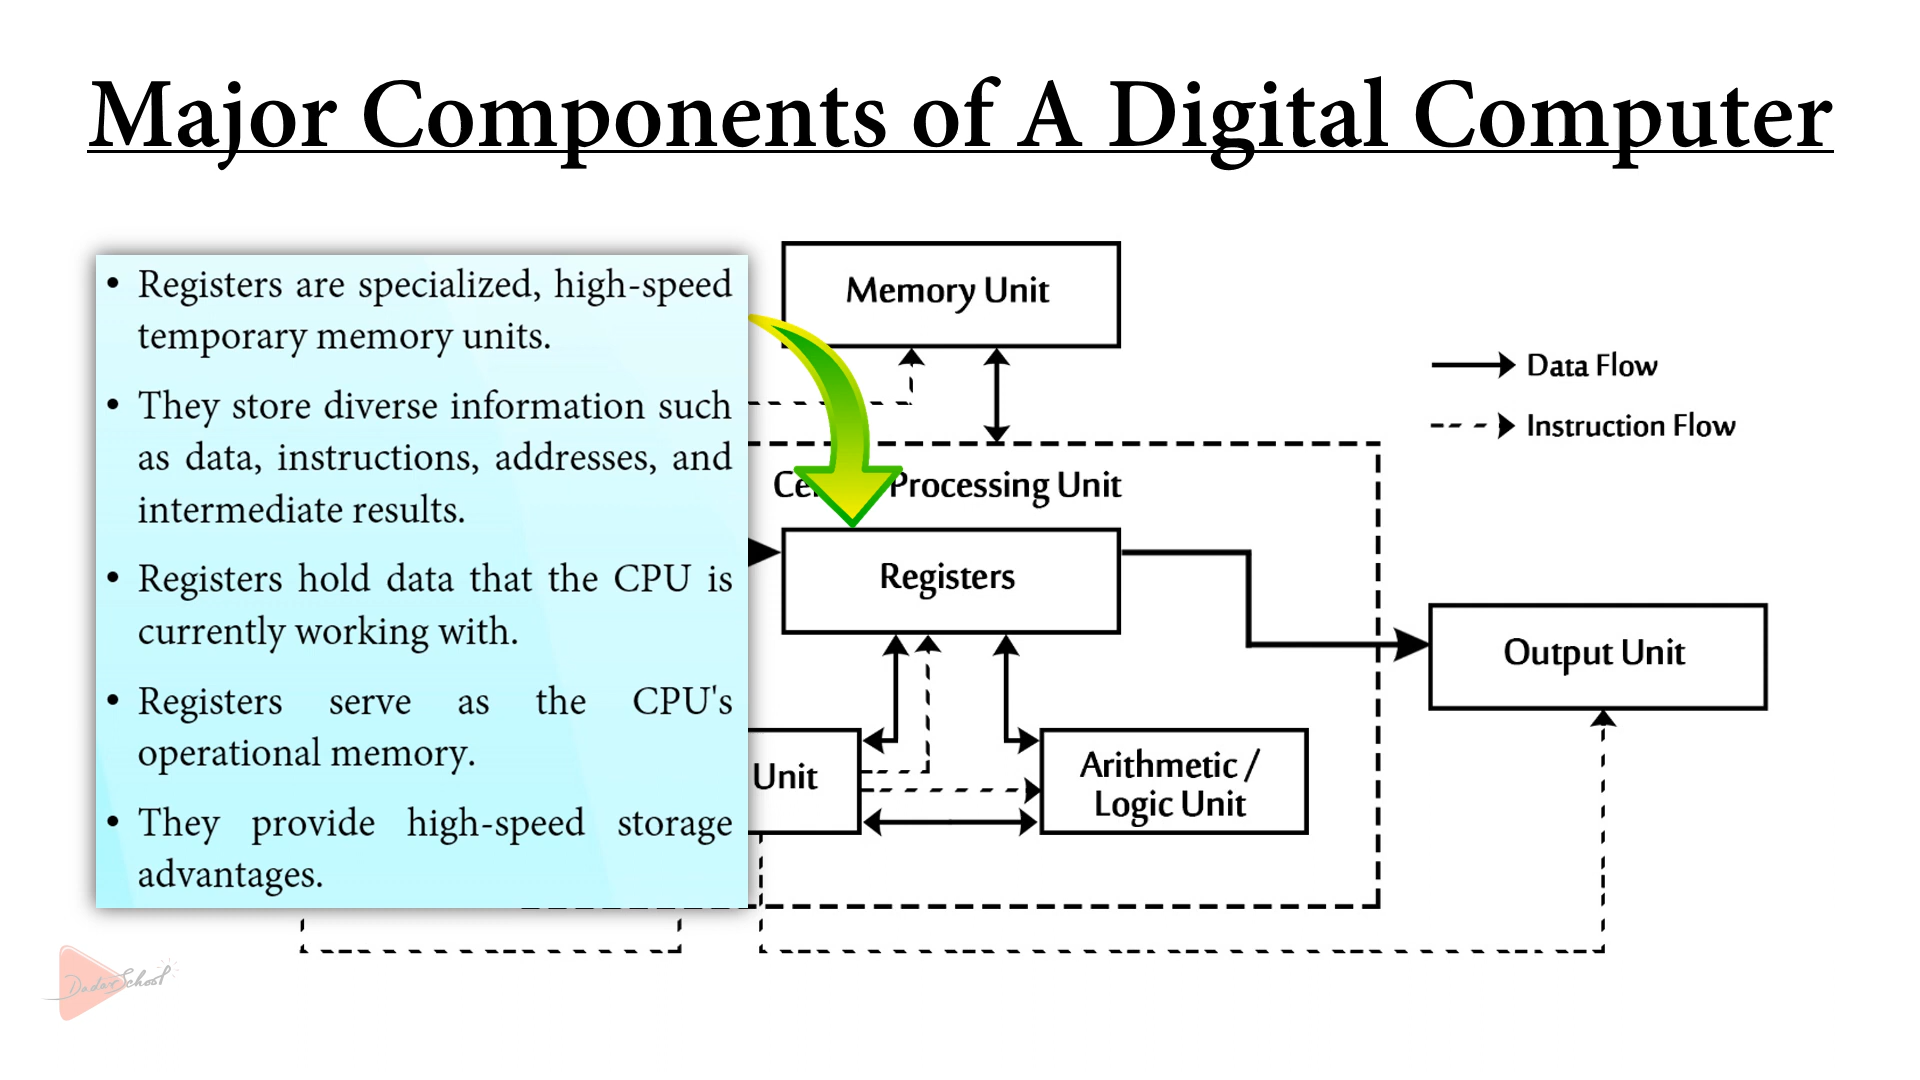 Major Components of A Digital Computer
• Registers are specialized, high-speed
temporary memory units.
• They store diverse information such
as data, instructions, addresses, and
intermediate results.
• Registers hold data that the CPU is
currently working with.
• Registers serve as the CPU's
operational memory.
• They provide high-speed storage
advantages.
Memory Unit
Data Flow
Instruction Flow
Processing Unit
Registers
Output Unit
Unit
Arithmetic /
Logic Unit
Dadar School